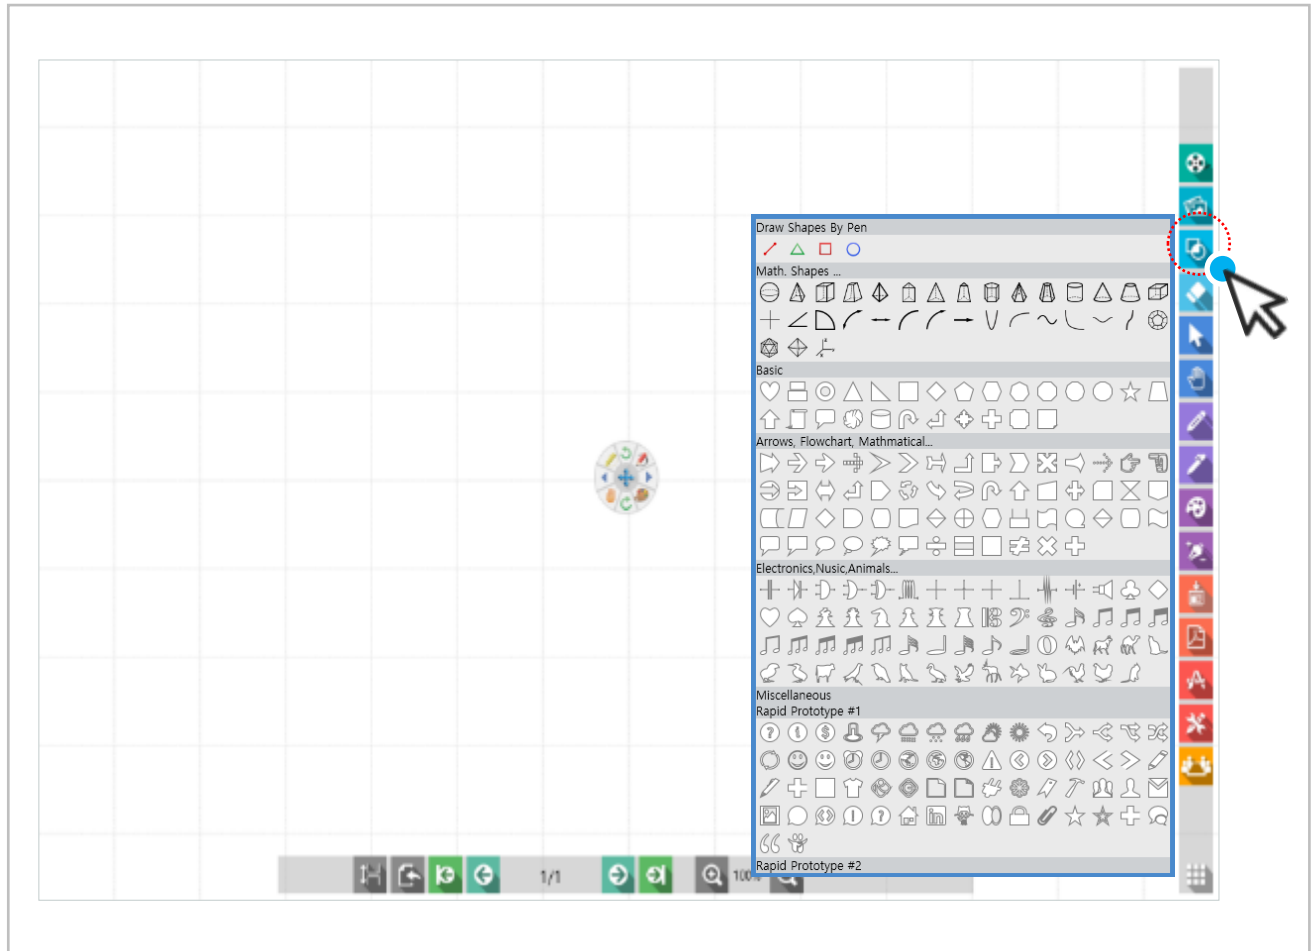 Draw Shapes By Pen
Math. Shapes ...
Basic
Arrows, Flowchart, Mathmatical...
Electronics,Nusic,Animals...
Miscellaneous
Rapid Prototype #1
Rapid Prototype #2
1/1
100%